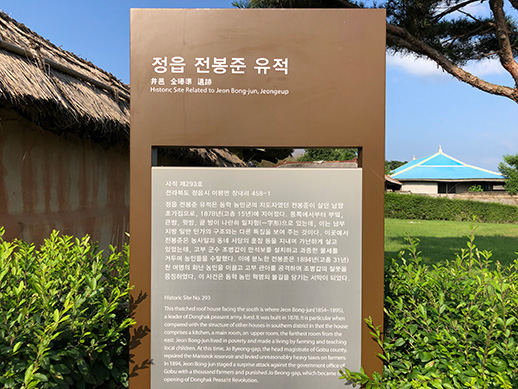 정읍 전봉준 유적
井邑 全琫準 遺跡
Historic Site Related to Jeon Bong-jun, Jeongeup
사적 제293호
전라북도 정읍시 이평면 장내리 458-1
정읍 전봉준 유적은 동학 농민군의 지도자였던 전봉준이 살던 남향
초가집으로, 1878년(고종 15년)에 지어졌다. 동쪽에서부터 부엌,
큰방, 윗방, 끝 방이 나란히 일자형(一字形)으로 있는데, 이는 남부
지방 일반 민가의 구조와는 다른 특징을 보여 주는 것이다. 이곳에서
전봉준은 농사일과 동네 서당의 훈장 등을 지내며 가난하게 살고
있었는데, 고부 군수 조병갑이 만석보를 설치하고 과중한 물세를
거두며 농민들을 수탈했다. 이에 분노한 전봉준은 1894년(고종 31년)
천 여명의 회난 농민을 이끌고 고부 관아를 공격하여 조병갑의 잘못을
응징하였다. 이 사건은 동학 농민 혁명의 불길을 당기는 서막이 되었다.
Historic Site No. 293
This thatched roof house facing the south is where Jeon Bong-jun(1854~1895),
a leader of Donghak peasant army, lived. It was built in 1878. It is particular when
compared with the structure of other houses in southern district in that the house
comprises a kitchen, a main room, an upper room, the farthest room from the
east. Jeon Bong-jun lived in poverty and made a living by farming and teaching
local children. At this time, Jo Byeong-gap, the head magistrate of Gobu county,
repaired the Manseok reservoir and levied unreasonably heavy taxes on farmers.
In 1894, Jeon Bong-jun staged a surprise attack against the government office of
Gobu with a thousand farmers and punished Jo Beong-gap, which became
opening of Donghak Peasant Revolution.